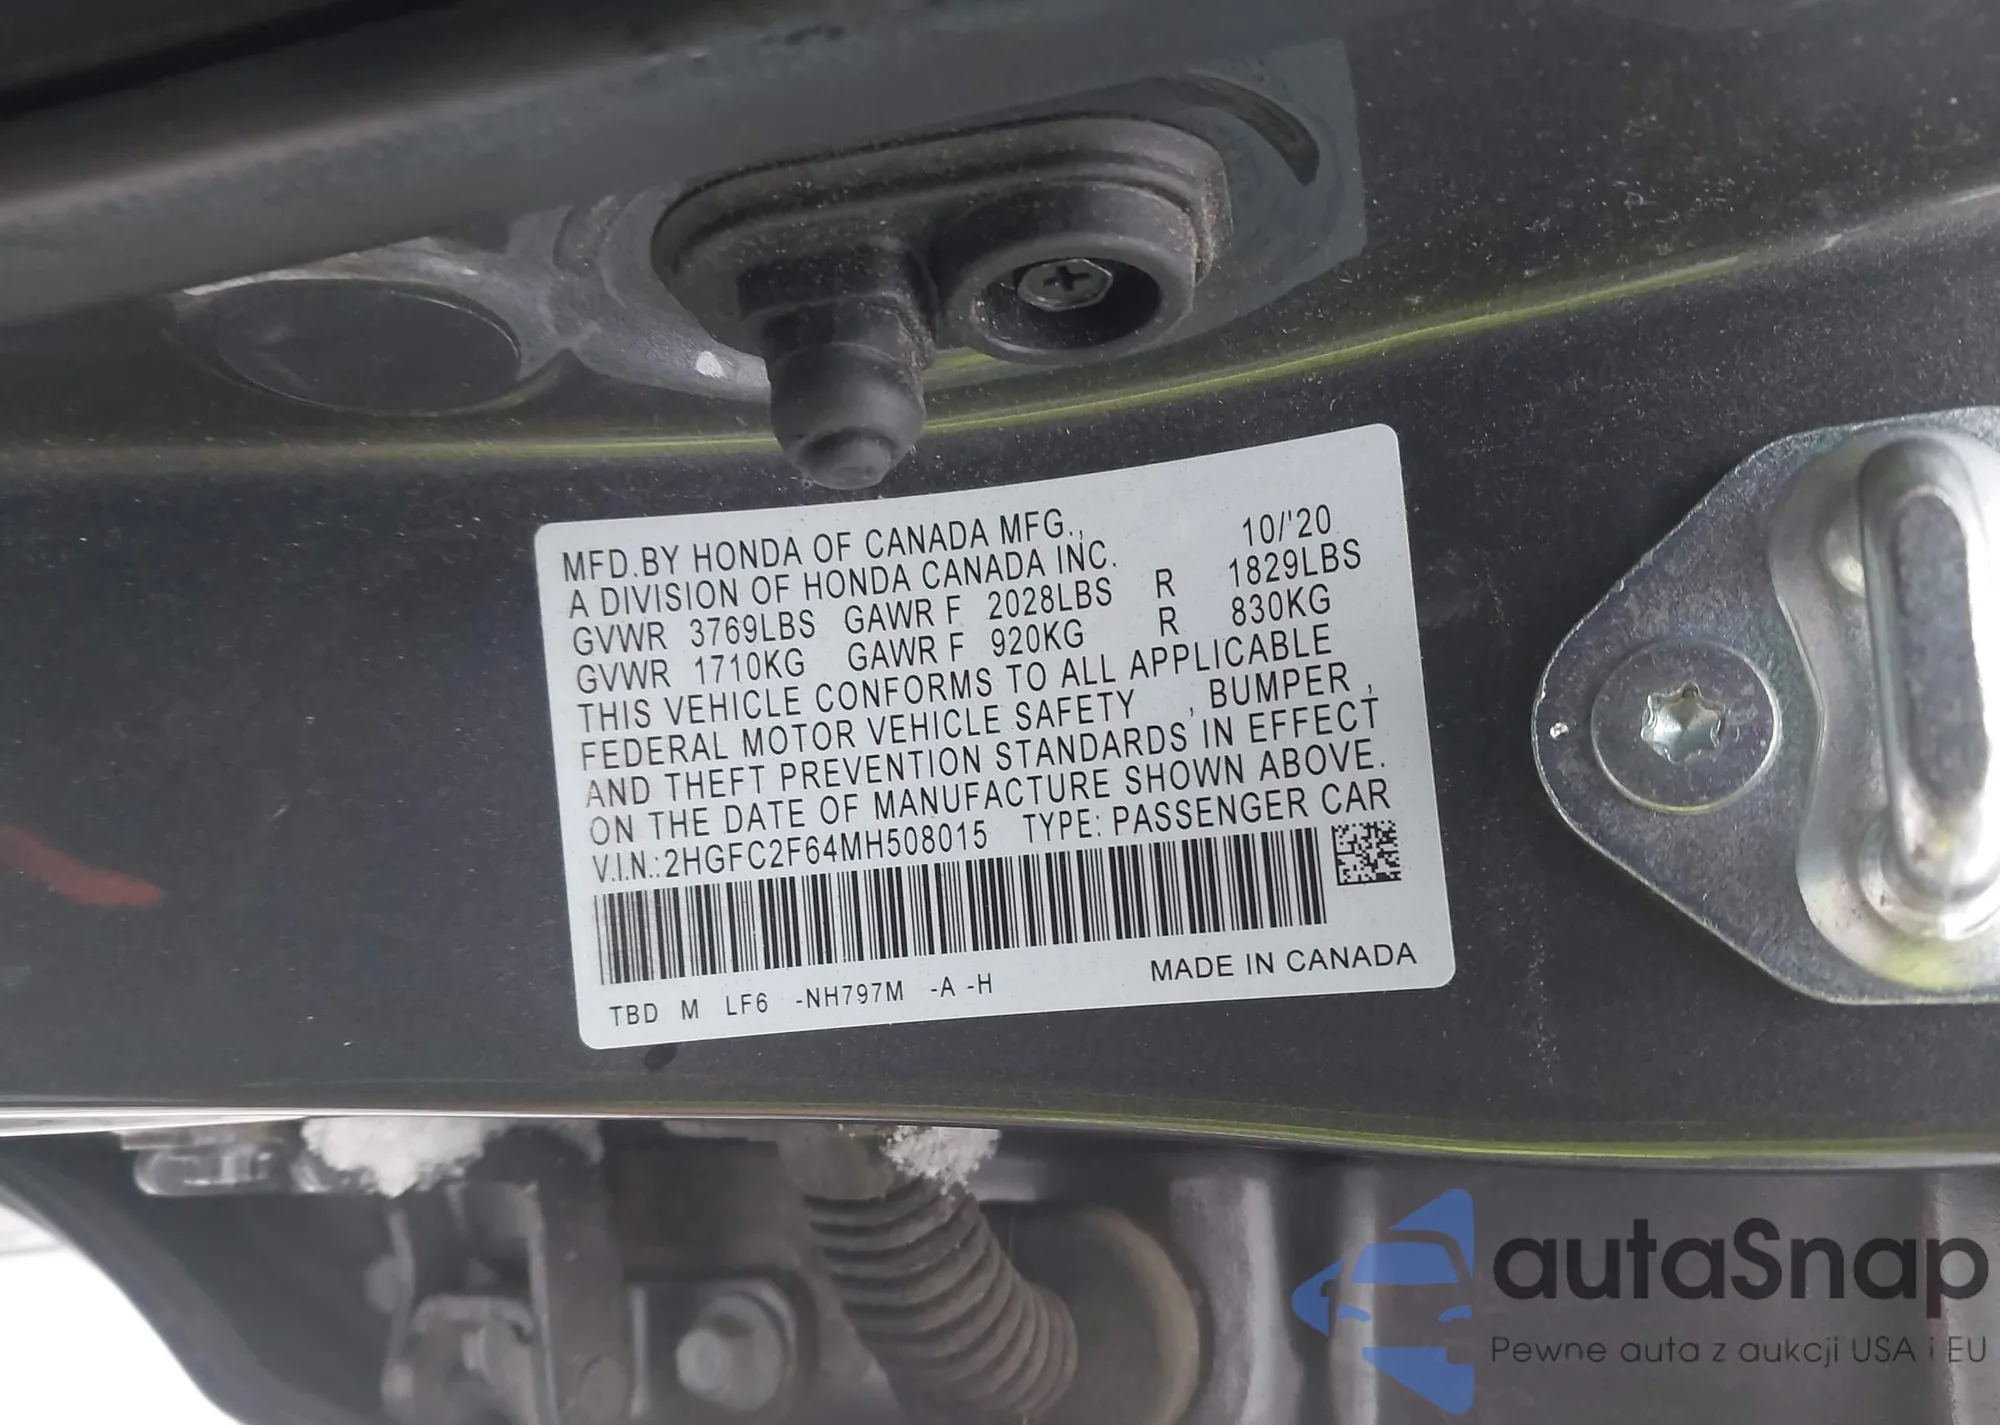 MFD.BY HONDA OF CANADA MFG., 10/'20
A DIVISION OF HONDA CANADA INC.
GVWR 3769LBS GAWR F 2028LBS R 1829LBS
GVWR 1710KG GAWR F 920KG R 830KG
THIS VEHICLE CONFORMS TO ALL APPLICABLE
FEDERAL MOTOR VEHICLE SAFETY , BUMPER ,
AND THEFT PREVENTION STANDARDS IN EFFECT
ON THE DATE OF MANUFACTURE SHOWN ABOVE.
V.I.N.:2HGFC2F64MH508015 TYPE: PASSENGER CAR
TBD M LF6 -NH797M -A -H MADE IN CANADA
autaSnap
Pewne auta z aukcji USA i EU